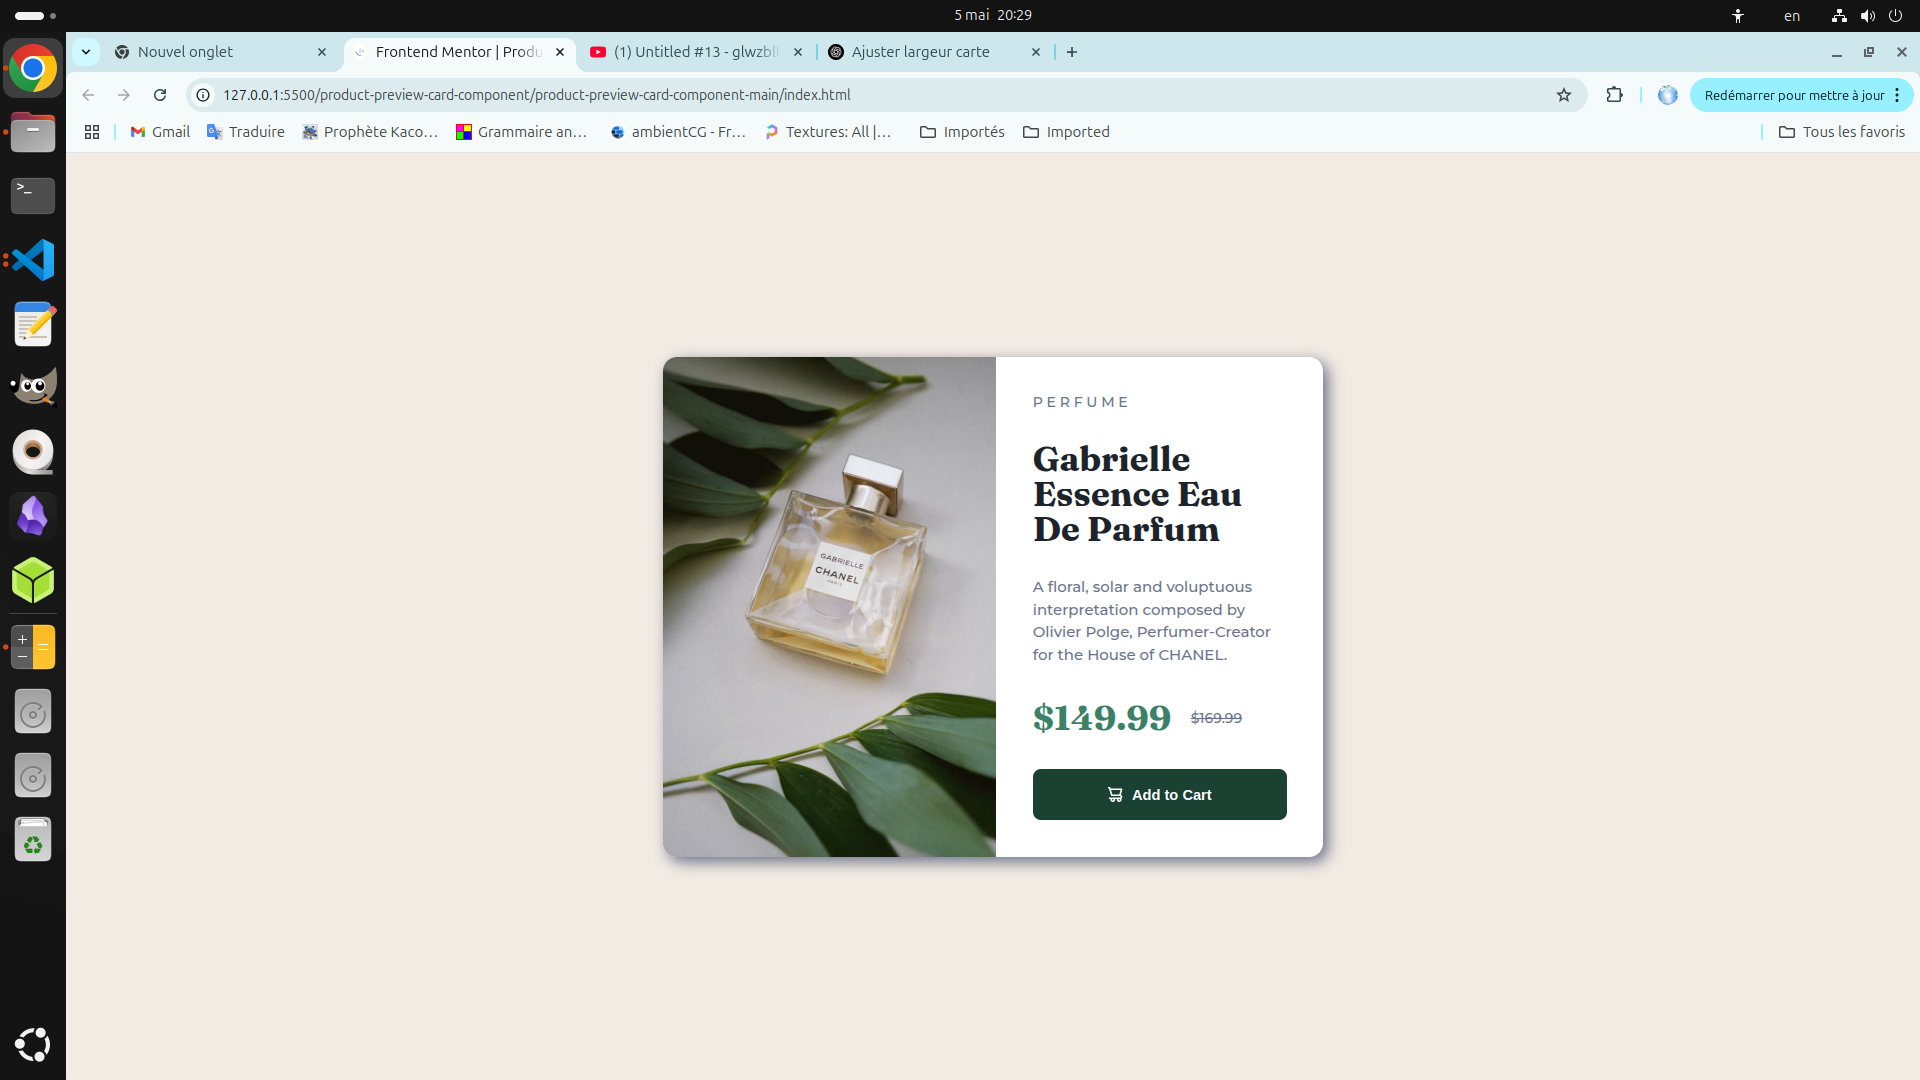 5 mai 20:29
en
Nouvel onglet
Frontend Mentor | Produ
(1) Untitled #13 - glwzbll
Ajuster largeur carte
127.0.0.1:5500/product-preview-card-component/product-preview-card-component-main/index.html
Redémarrer pour mettre à jour
Gmail
Traduire
Prophète Kaco…
Grammaire an…
ambientCG - Fr…
Textures: All |…
Importés
Imported
Tous les favoris
GABRIELLE
CHANEL
PARIS
PERFUME
Gabrielle
Essence Eau
De Parfum
A floral, solar and voluptuous
interpretation composed by
Olivier Polge, Perfumer-Creator
for the House of CHANEL.
$149.99 $169.99
Add to Cart